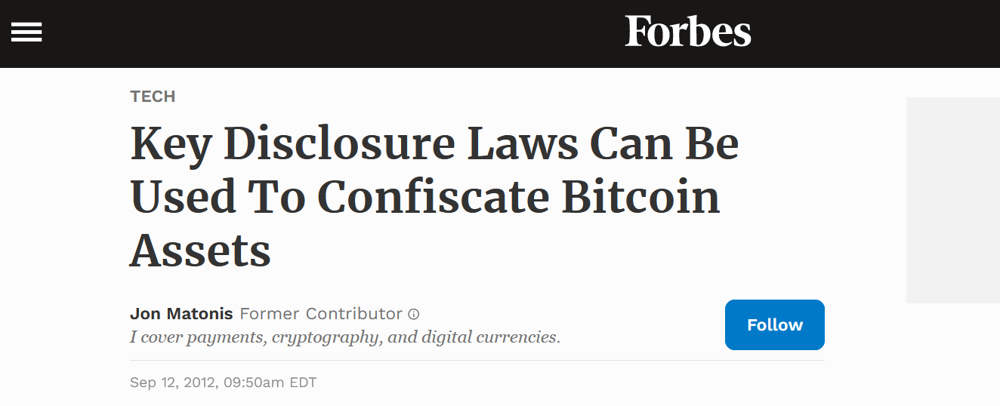 Forbes
TECH
Key Disclosure Laws Can Be
Used To Confiscate Bitcoin
Assets
Jon Matonis Former Contributor
I cover payments, cryptography, and digital currencies.
Follow
Sep 12, 2012, 09:50am EDT